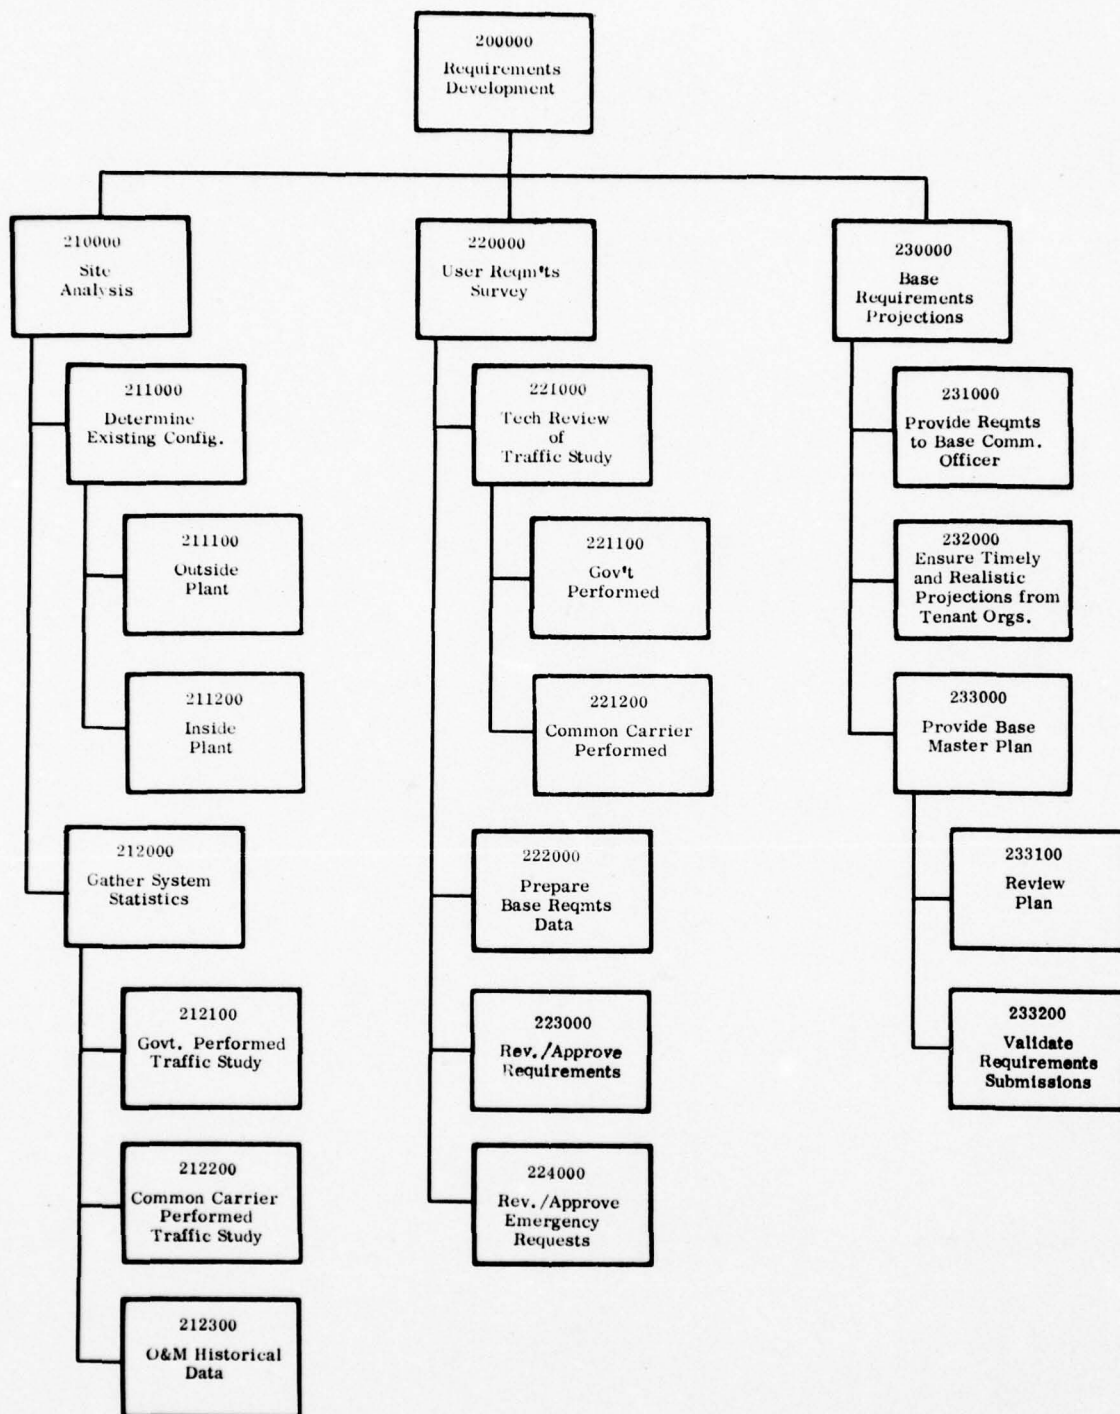 200000
Requirements
Development
210000
Site
Analysis
211000
Determine
Existing Config.
211100
Outside
Plant
211200
Inside
Plant
212000
Gather System
Statistics
212100
Govt. Performed
Traffic Study
212200
Common Carrier
Performed
Traffic Study
212300
O&M Historical
Data
220000
User Reqm'ts
Survey
221000
Tech Review
of
Traffic Study
221100
Gov't
Performed
221200
Common Carrier
Performed
222000
Prepare
Base Reqmts
Data
223000
Rev./Approve
Requirements
224000
Rev./Approve
Emergency
Requests
230000
Base
Requirements
Projections
231000
Provide Reqmts
to Base Comm.
Officer
232000
Ensure Timely
and Realistic
Projections from
Tenant Orgs.
233000
Provide Base
Master Plan
233100
Review
Plan
233200
Validate
Requirements
Submissions